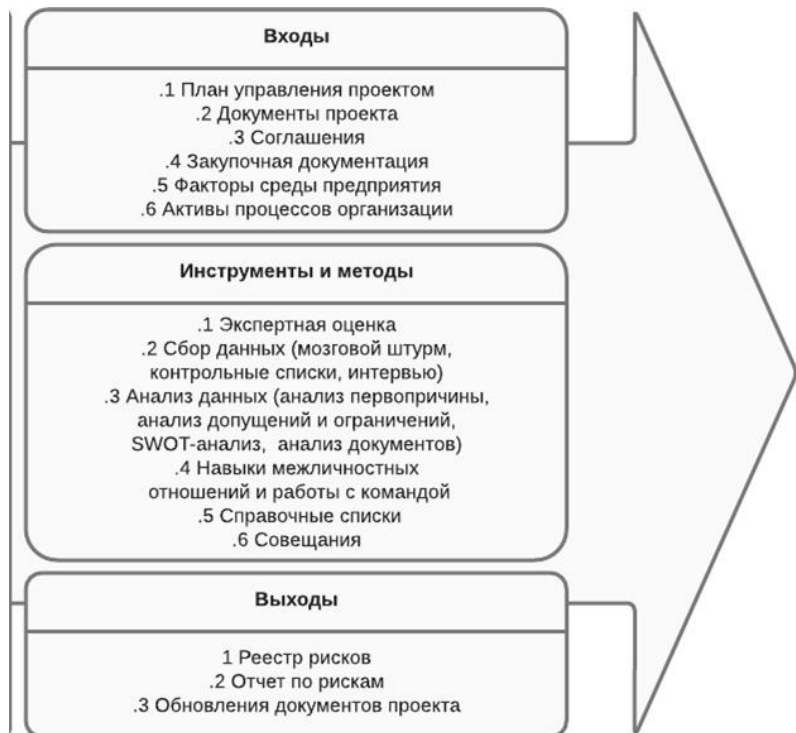 Входы
.1 План управления проектом
.2 Документы проекта
.3 Соглашения
.4 Закупочная документация
.5 Факторы среды предприятия
.6 Активы процессов организации
Инструменты и методы
.1 Экспертная оценка
.2 Сбор данных (мозговой штурм,
контрольные списки, интервью)
.3 Анализ данных (анализ первопричины,
анализ допущений и ограничений,
SWOT-анализ, анализ документов)
.4 Навыки межличностных
отношений и работы с командой
.5 Справочные списки
.6 Совещания
Выходы
1 Реестр рисков
.2 Отчет по рискам
.3 Обновления документов проекта